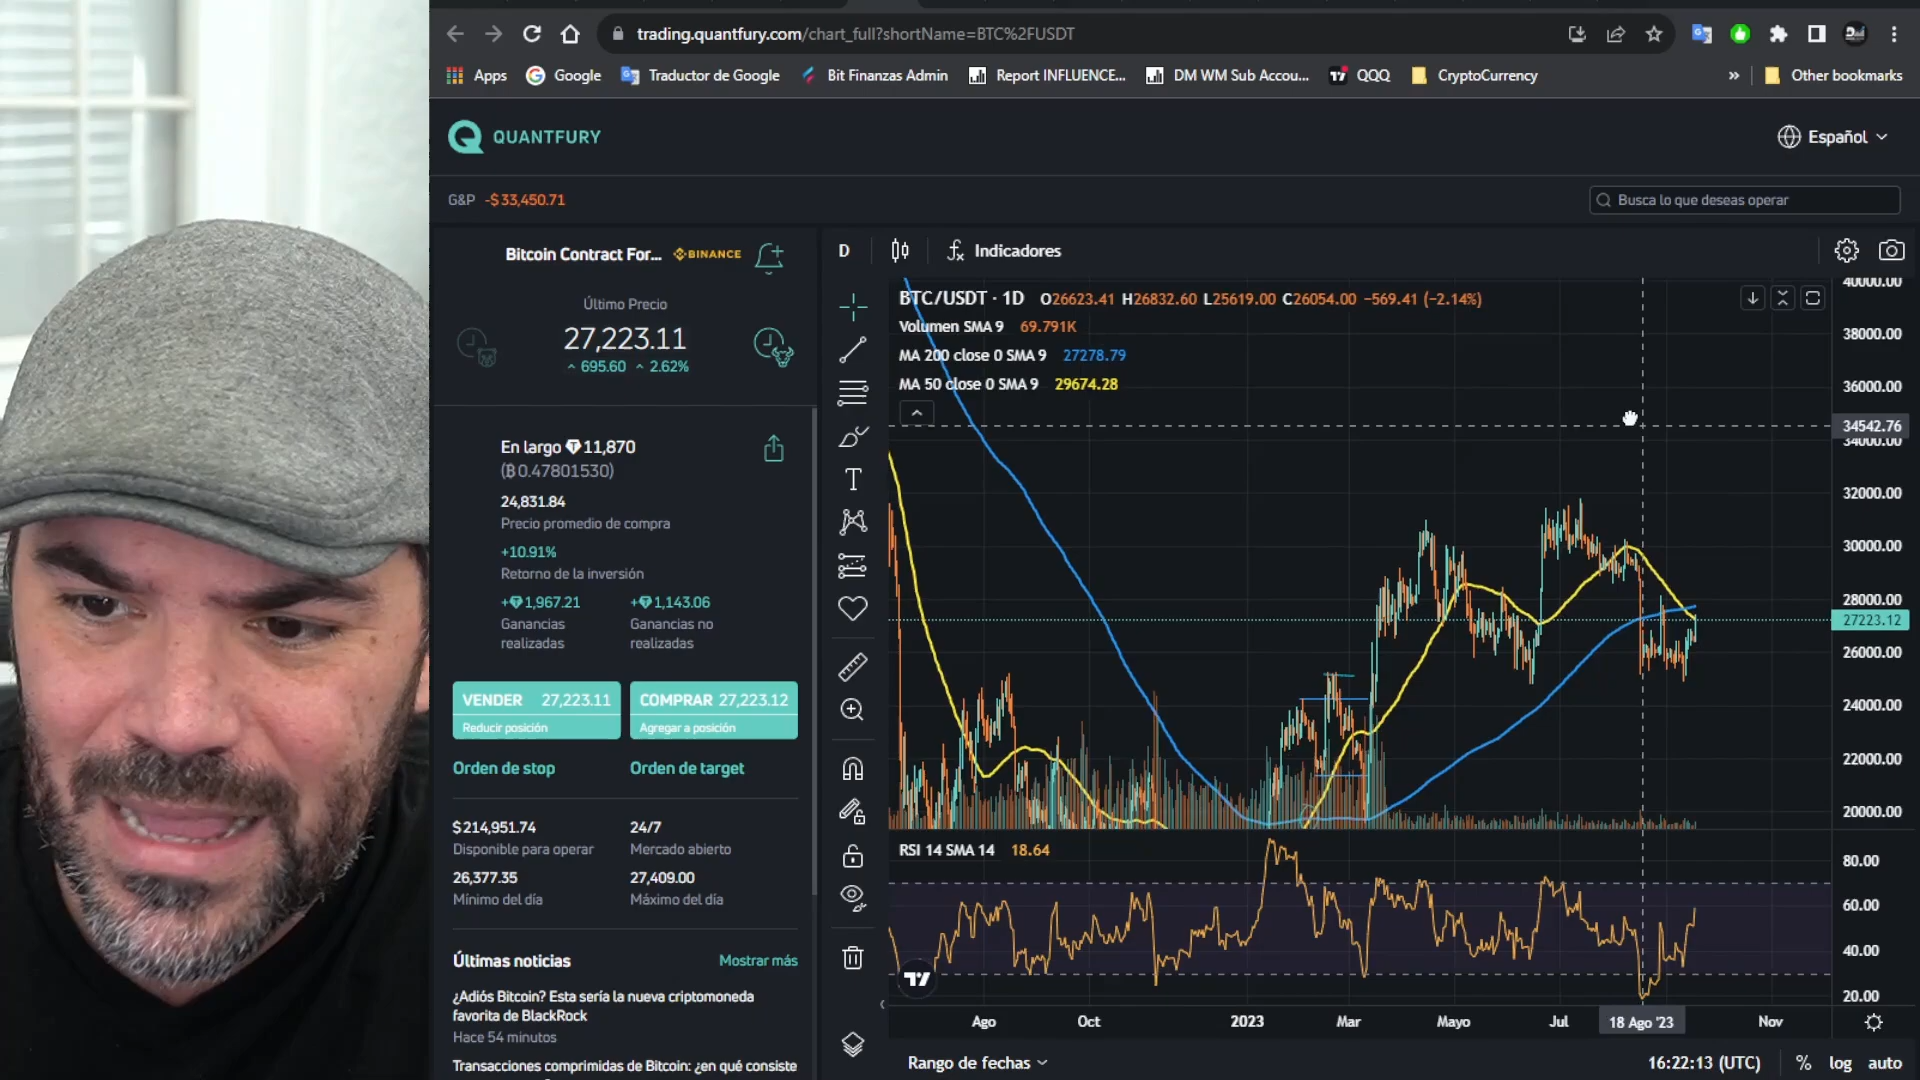 trading.quantfury.com/chart_full?shortName=BTC%2FUSDT
Apps
Google
Traductor de Google
Bit Finanzas Admin
Report INFLUENCE...
DM WM Sub Accou...
QQQ
CryptoCurrency
»
Other bookmarks
QUANTFURY
Español
G&P -$33,450.71
Busca lo que deseas operar
Bitcoin Contract For...
BINANCE
Último Precio
27,223.11
695.60 2.62%
En largo 11,870
(₿0.47801530)
24,831.84
Precio promedio de compra
+10.91%
Retorno de la inversión
+1,967.21
Ganancias
realizadas
+1,143.06
Ganancias no
realizadas
VENDER 27,223.11
Reducir posición
COMPRAR 27,223.12
Agregar a posición
Orden de stop
Orden de target
$214,951.74
Disponible para operar
24/7
Mercado abierto
26,377.35
Mínimo del día
27,409.00
Máximo del día
Últimas noticias
Mostrar más
¿Adiós Bitcoin? Esta sería la nueva criptomoneda
favorita de BlackRock
Hace 54 minutos
Transacciones comprimidas de Bitcoin: ¿en qué consiste
D
Indicadores
BTC/USDT · 1D O26623.41 H26832.60 L25619.00 C26054.00 −569.41 (−2.14%)
Volumen SMA 9 69.791K
MA 200 close 0 SMA 9 27278.79
MA 50 close 0 SMA 9 29674.28
40000.00
38000.00
36000.00
34542.76
34000.00
32000.00
30000.00
28000.00
27223.12
26000.00
24000.00
22000.00
20000.00
RSI 14 SMA 14 18.64
80.00
60.00
40.00
20.00
Ago
Oct
2023
Mar
Mayo
Jul
18 Ago '23
Nov
Rango de fechas
16:22:13 (UTC)
%
log
auto